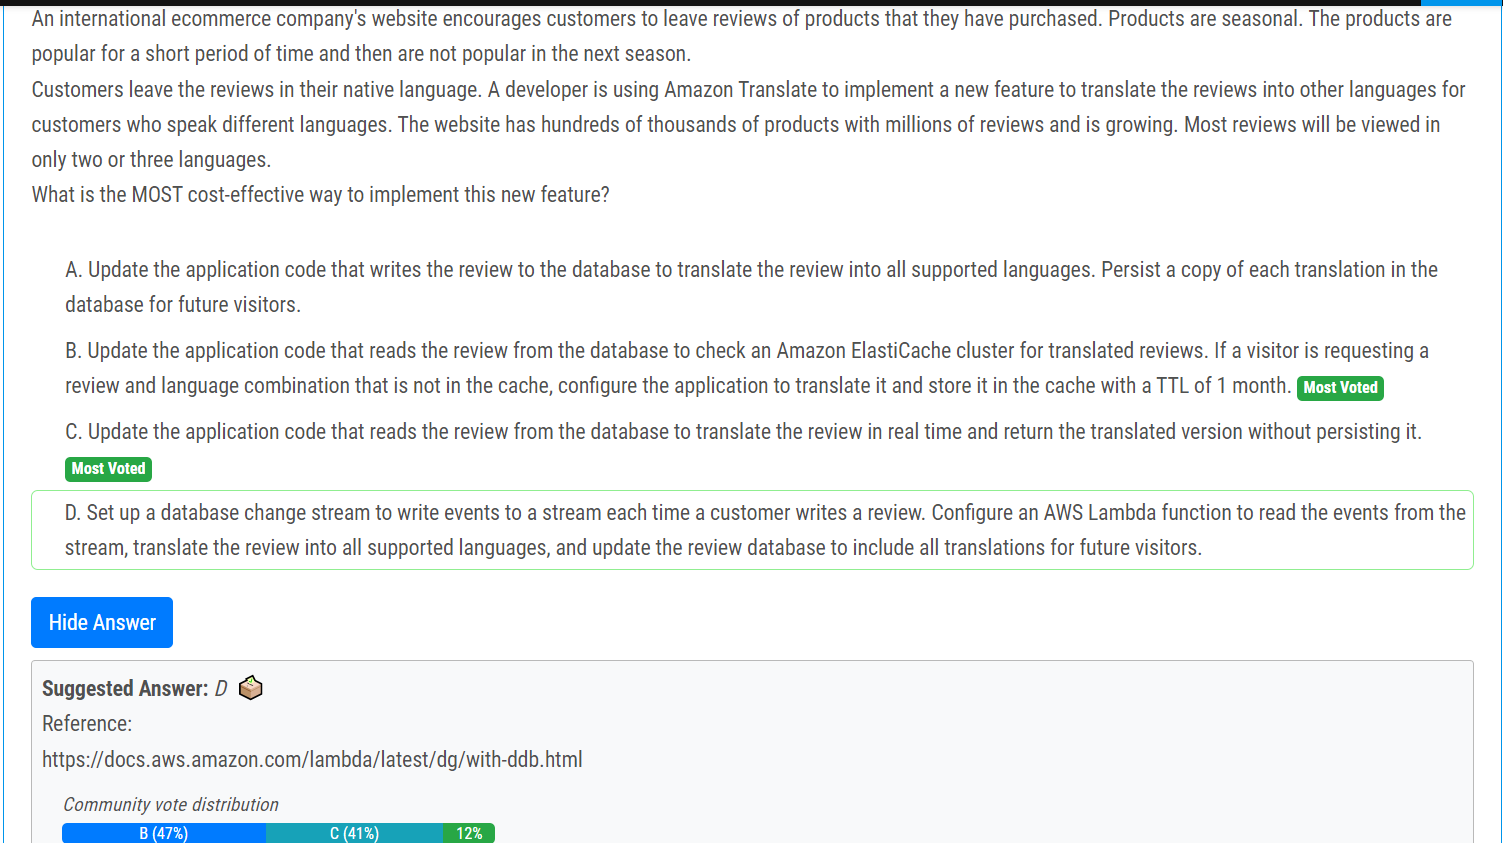 An international ecommerce company's website encourages customers to leave reviews of products that they have purchased. Products are seasonal. The products are
popular for a short period of time and then are not popular in the next season.
Customers leave the reviews in their native language. A developer is using Amazon Translate to implement a new feature to translate the reviews into other languages for
customers who speak different languages. The website has hundreds of thousands of products with millions of reviews and is growing. Most reviews will be viewed in
only two or three languages.
What is the MOST cost-effective way to implement this new feature?
A. Update the application code that writes the review to the database to translate the review into all supported languages. Persist a copy of each translation in the
database for future visitors.
B. Update the application code that reads the review from the database to check an Amazon ElastiCache cluster for translated reviews. If a visitor is requesting a
review and language combination that is not in the cache, configure the application to translate it and store it in the cache with a TTL of 1 month. Most Voted
C. Update the application code that reads the review from the database to translate the review in real time and return the translated version without persisting it.
Most Voted
D. Set up a database change stream to write events to a stream each time a customer writes a review. Configure an AWS Lambda function to read the events from the
stream, translate the review into all supported languages, and update the review database to include all translations for future visitors.
Hide Answer
Suggested Answer: D
Reference:
https://docs.aws.amazon.com/lambda/latest/dg/with-ddb.html
Community vote distribution
B (47%) C (41%) 12%